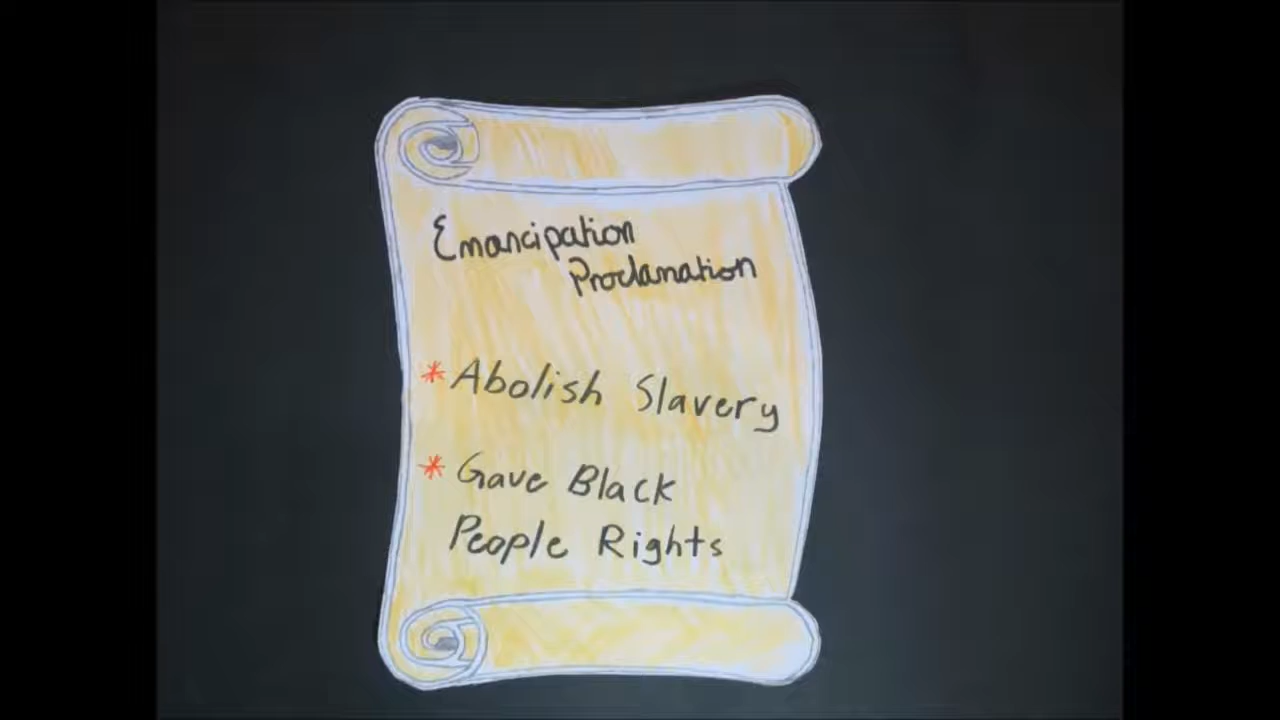 Emancipation
Proclamation
* Abolish Slavery
* Gave Black
People Rights